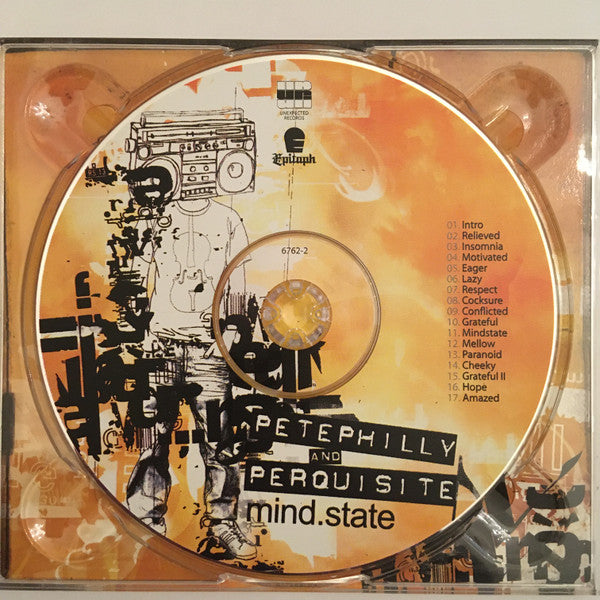 UNEXPECTED
RECORDS
Epitaph
6762-2
01. Intro
02. Relieved
03. Insomnia
04. Motivated
05. Eager
06. Lazy
07. Respect
08. Cocksure
09. Conflicted
10. Grateful
11. Mindstate
12. Mellow
13. Paranoid
14. Cheeky
15. Grateful II
16. Hope
17. Amazed
PETEPHILLY
AND
PERQUISITE
mind.state